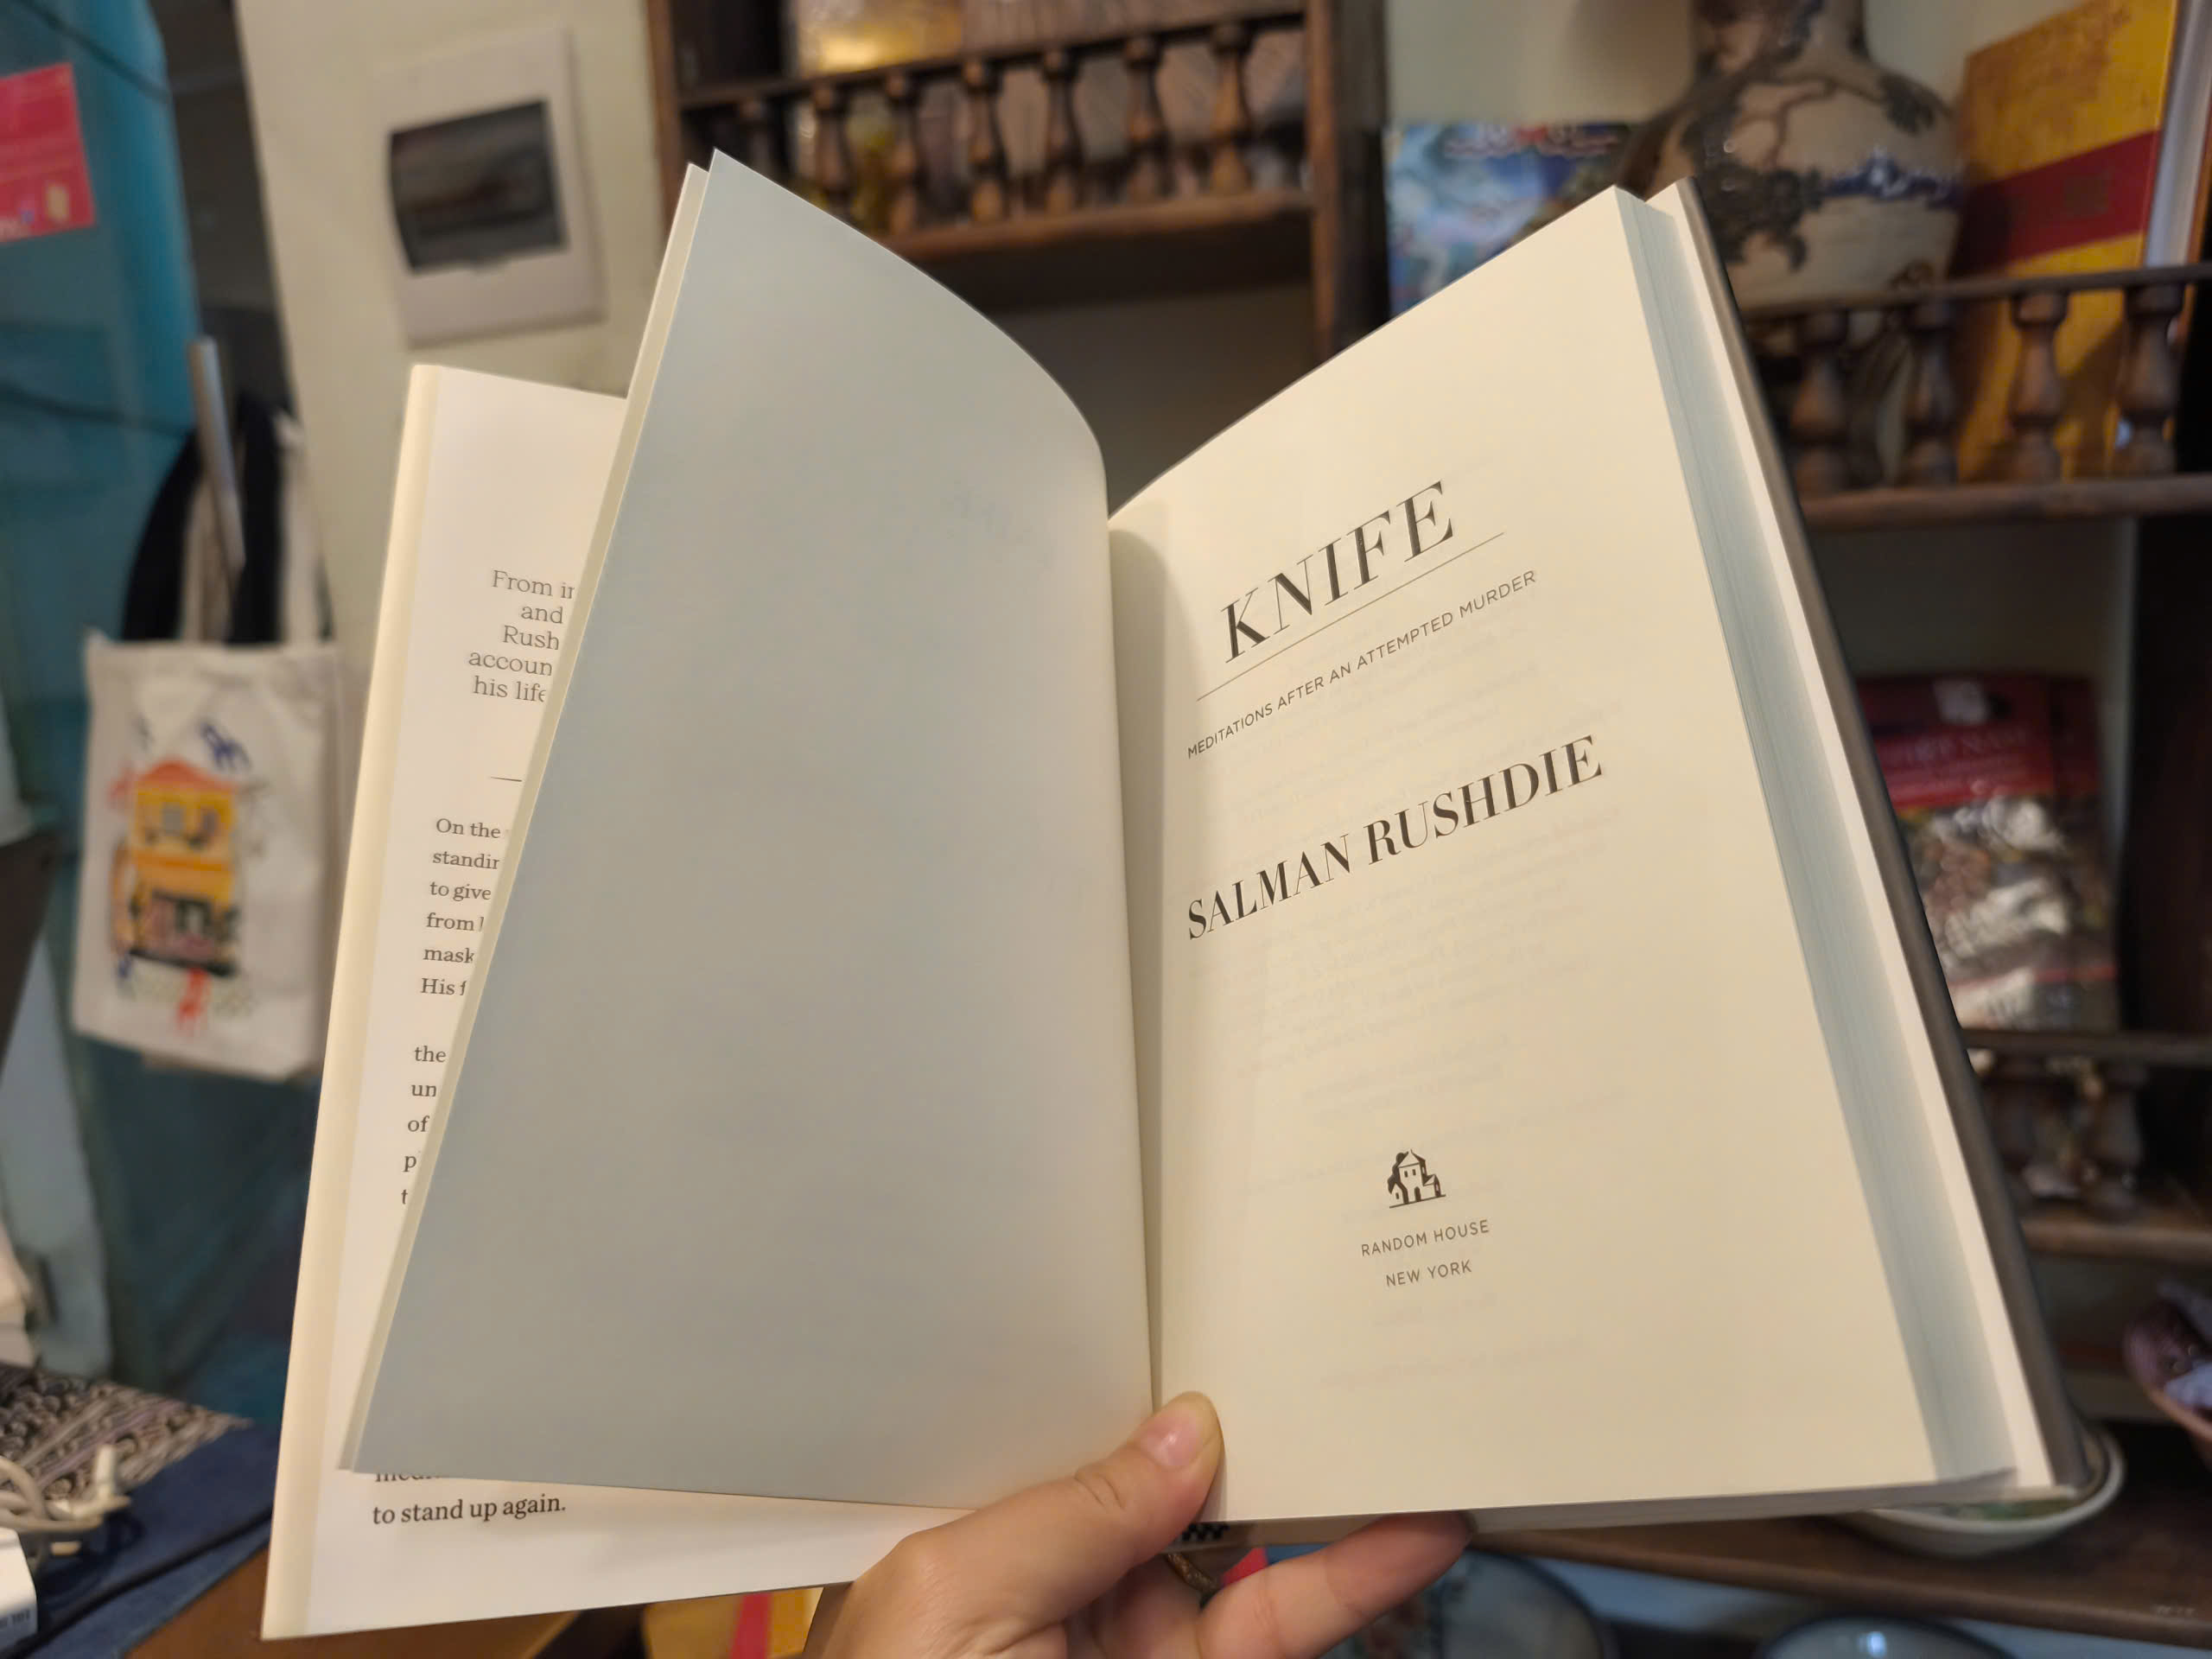 From
and
Rush
accoun
his life
On the
standin
to give
from
mask
His f
the
un
of
p
t
to stand up again.
KNIFE
MEDITATIONS AFTER AN ATTEMPTED MURDER
SALMAN RUSHDIE
RANDOM HOUSE
NEW YORK